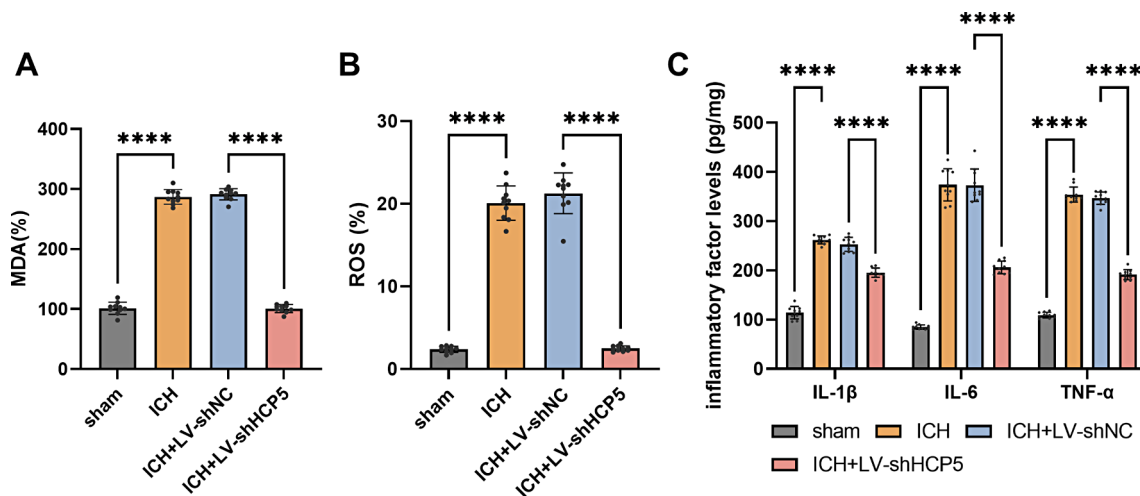 A
MDA(%)
400
300
200
100
0
**** ****
sham
ICH
ICH+LV-shNC
ICH+LV-shHCP5
B
ROS (%)
30
20
10
0
**** ****
sham
ICH
ICH+LV-shNC
ICH+LV-shHCP5
C
inflammatory factor levels (pg/mg)
500
400
300
200
100
0
****
**** **** ****
**** ****
IL-1β IL-6 TNF-α
sham ICH ICH+LV-shNC
ICH+LV-shHCP5